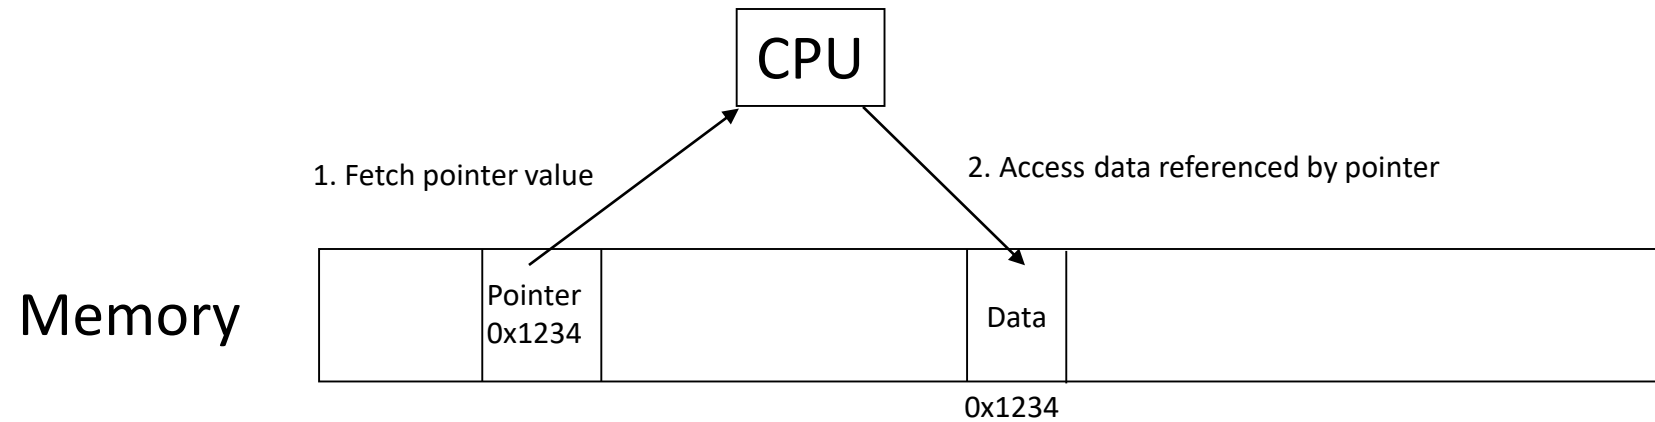 CPU
1. Fetch pointer value
2. Access data referenced by pointer
Memory
Pointer
0x1234
Data
0x1234